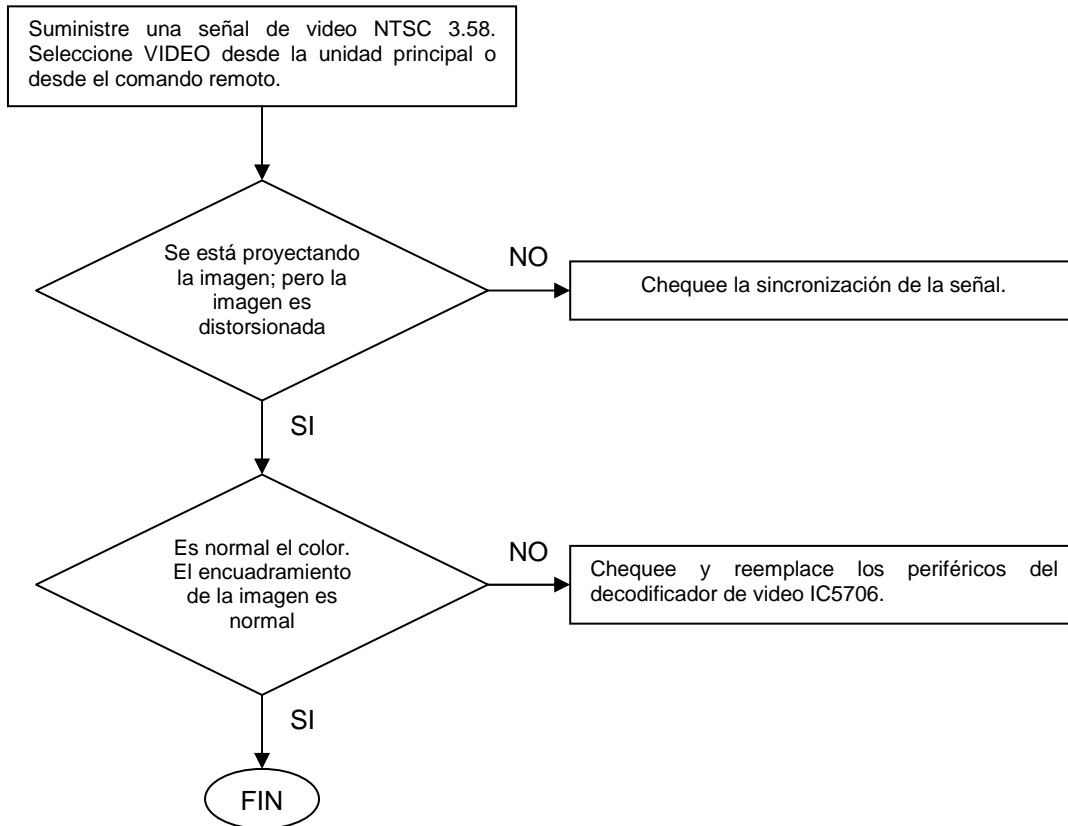 Suministre una señal de video NTSC 3.58.
Seleccione VIDEO desde la unidad principal o
desde el comando remoto.
Se está proyectando
la imagen; pero la
imagen es
distorsionada
NO
Chequee la sincronización de la señal.
SI
Es normal el color.
El encuadramiento
de la imagen es
normal
NO
Chequee y reemplace los periféricos del
decodificador de video IC5706.
SI
FIN